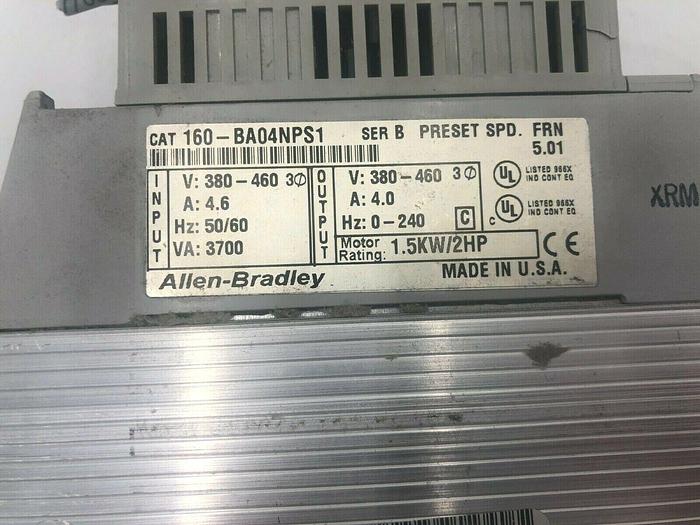 CAT 160-BA04NPS1 SER B PRESET SPD. FRN
5.01
INPUT
V: 380-460 3Ø
A: 4.6
Hz: 50/60
VA: 3700
OUTPUT
V: 380-460 3Ø
A: 4.0
Hz: 0-240 C
Motor Rating: 1.5KW/2HP
UL LISTED 966X
IND CONT EQ
c UL LISTED 966X
IND CONT EQ
CE
Allen-Bradley
MADE IN U.S.A.
XRM